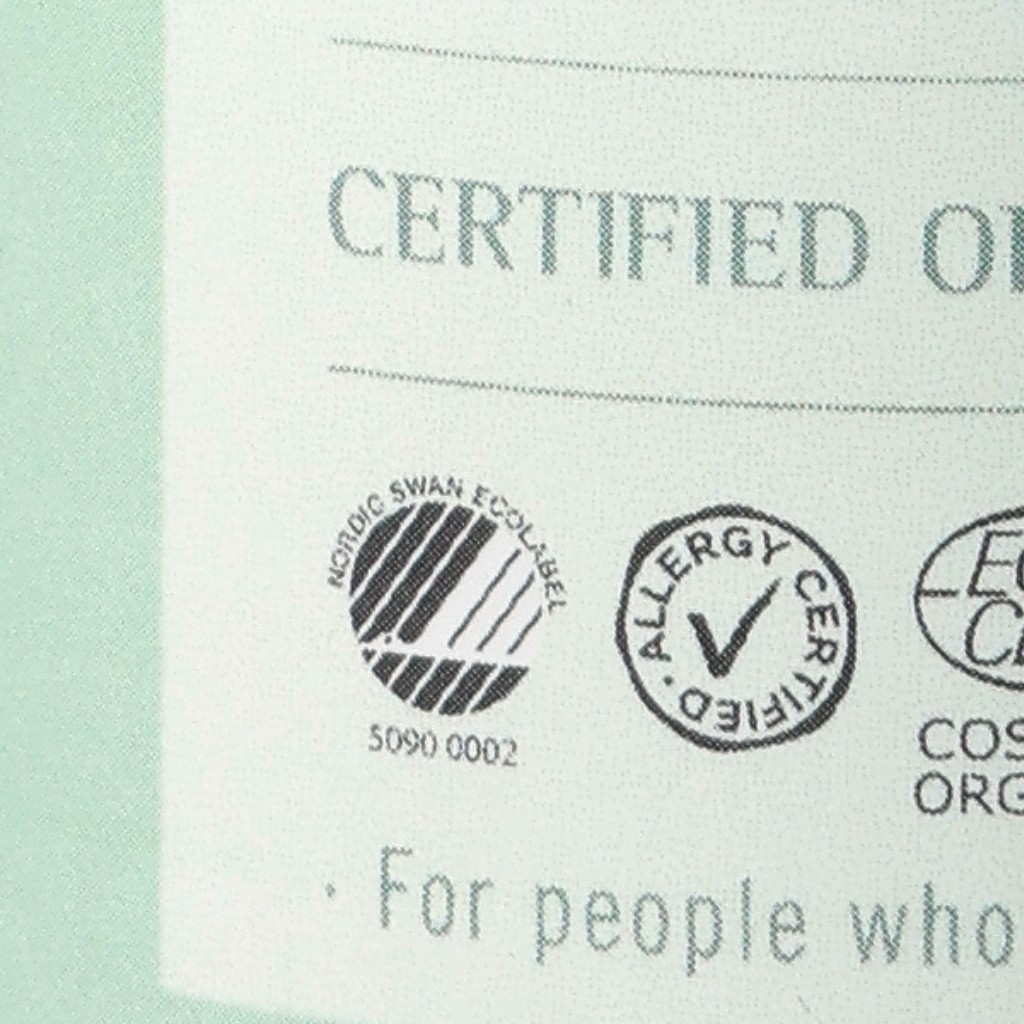 CERTIFIED
NORDIC SWAN ECOLABEL
5090 0002
ALLERGY CERTIFIED
· For people who